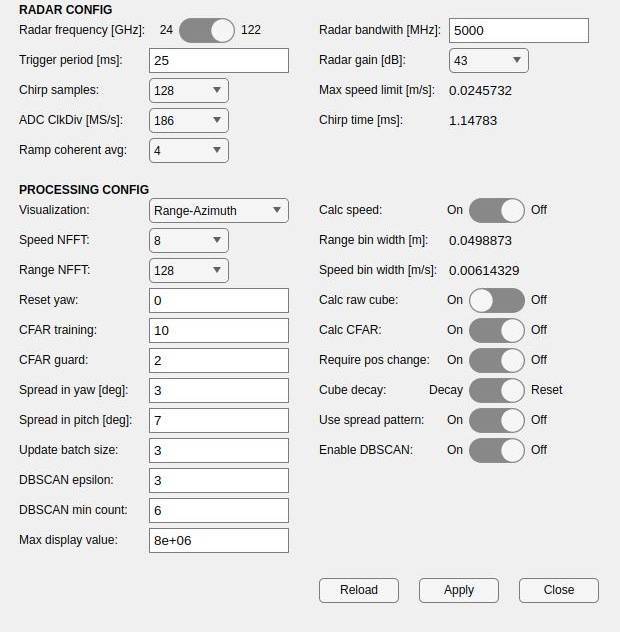 RADAR CONFIG
Radar frequency [GHz]: 24 122 Radar bandwith [MHz]: 5000
Trigger period [ms]: 25 Radar gain [dB]: 43
Chirp samples: 128 Max speed limit [m/s]: 0.0245732
ADC ClkDiv [MS/s]: 186 Chirp time [ms]: 1.14783
Ramp coherent avg: 4
PROCESSING CONFIG
Visualization: Range-Azimuth Calc speed: On Off
Speed NFFT: 8 Range bin width [m]: 0.0498873
Range NFFT: 128 Speed bin width [m/s]: 0.00614329
Reset yaw: 0 Calc raw cube: On Off
CFAR training: 10 Calc CFAR: On Off
CFAR guard: 2 Require pos change: On Off
Spread in yaw [deg]: 3 Cube decay: Decay Reset
Spread in pitch [deg]: 7 Use spread pattern: On Off
Update batch size: 3 Enable DBSCAN: On Off
DBSCAN epsilon: 3
DBSCAN min count: 6
Max display value: 8e+06
Reload Apply Close